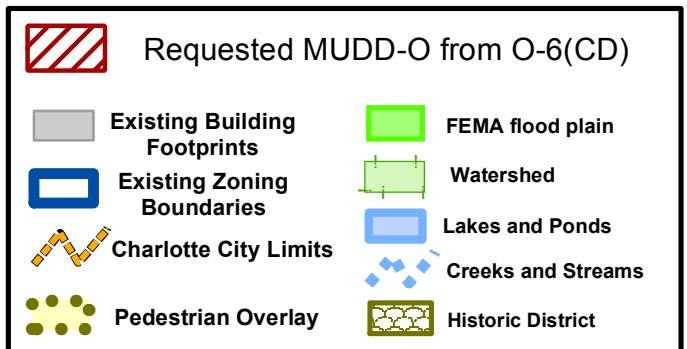 Requested MUDD-O from O-6(CD)
Existing Building
Footprints
Existing Zoning
Boundaries
Charlotte City Limits
Pedestrian Overlay
FEMA flood plain
Watershed
Lakes and Ponds
Creeks and Streams
Historic District